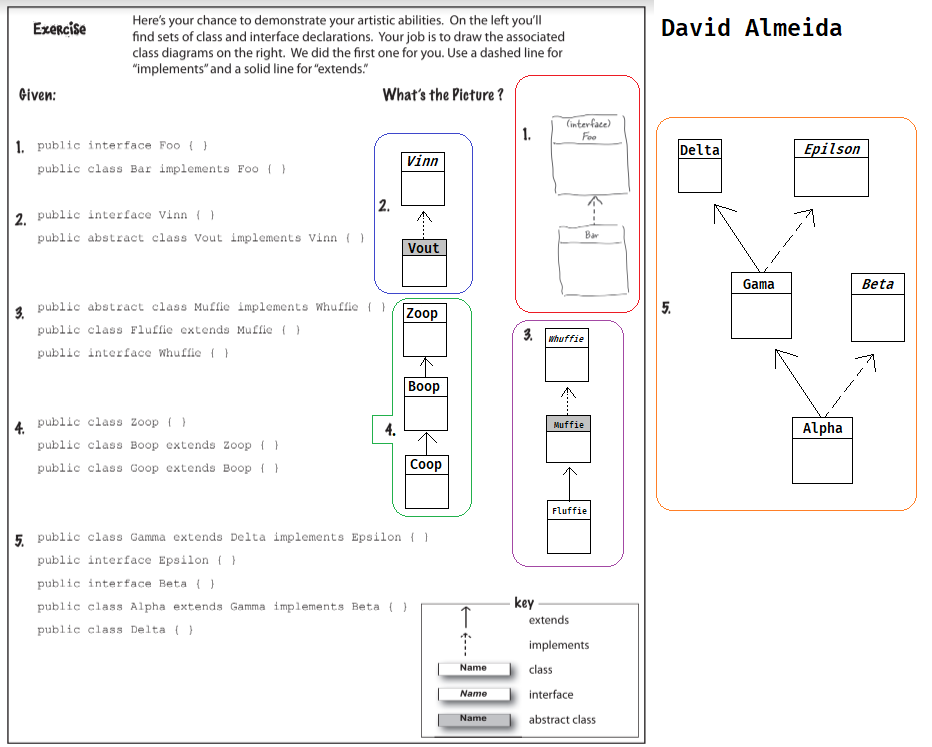 Exercise
Here's your chance to demonstrate your artistic abilities.  On the left you'll
find sets of class and interface declarations.  Your job is to draw the associated
class diagrams on the right.  We did the first one for you. Use a dashed line for
"implements" and a solid line for "extends."
David Almeida
Given:
What's the Picture ?
1.
public interface Foo { }
public class Bar implements Foo { }
2.
public interface Vinn { }
public abstract class Vout implements Vinn { }
3.
public abstract class Muffie implements Whuffie { }
public class Fluffie extends Muffie { }
public interface Whuffie { }
4.
public class Zoop { }
public class Boop extends Zoop { }
public class Goop extends Boop { }
5.
public class Gamma extends Delta implements Epsilon { }
public interface Epsilon { }
public interface Beta { }
public class Alpha extends Gamma implements Beta { }
public class Delta { }
2.
Vinn
Vout
4.
Zoop
Boop
Coop
1.
(interface)
Foo
Bar
3.
Whuffie
Muffie
Fluffie
5.
Delta
Epilson
Gama
Beta
Alpha
key
extends
implements
Name
class
Name
interface
Name
abstract class